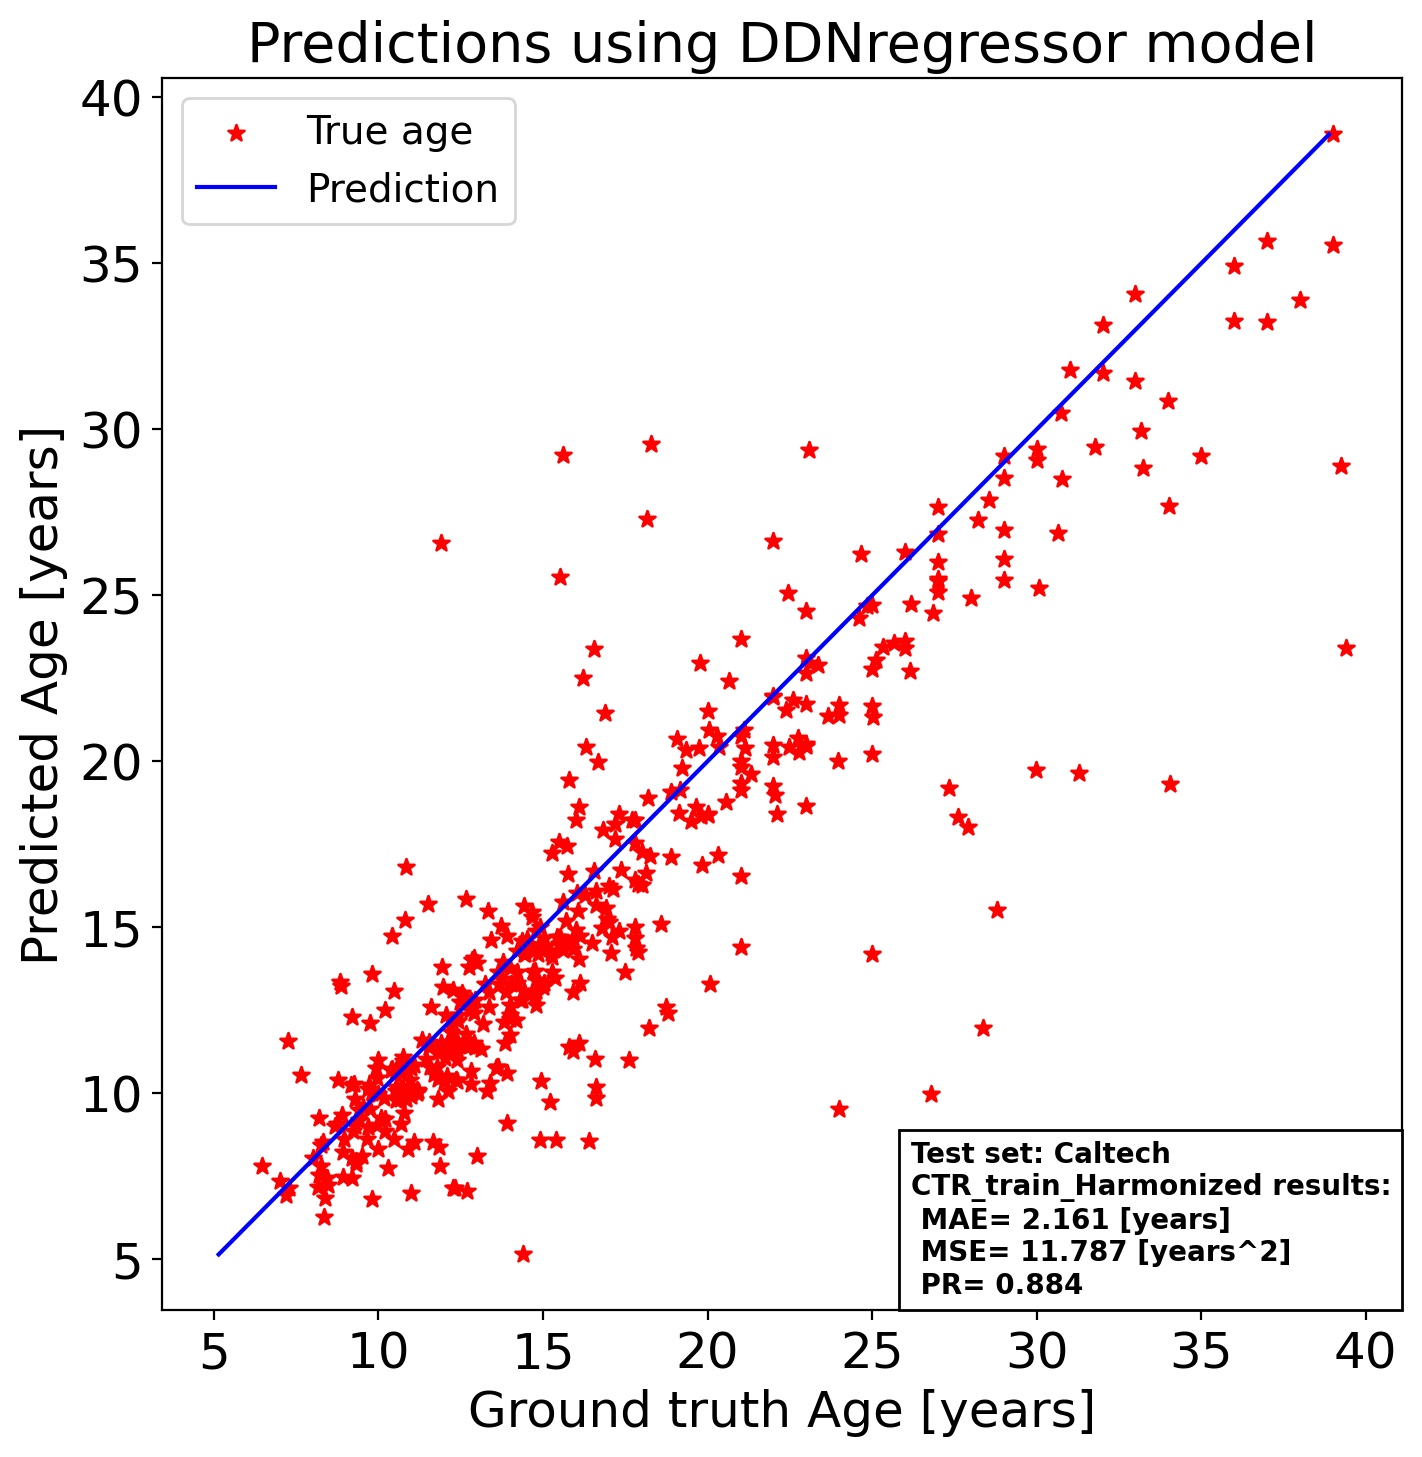 Predictions using DDNregressor model
40
35
30
25
20
15
10
5
Predicted Age [years]
True age
Prediction
Test set: Caltech
CTR_train_Harmonized results:
MAE= 2.161 [years]
MSE= 11.787 [years^2]
PR= 0.884
5 10 15 20 25 30 35 40
Ground truth Age [years]